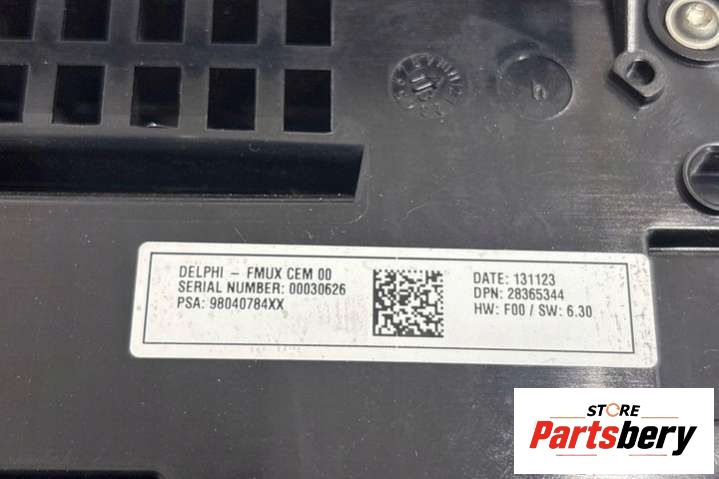 DELPHI – FMUX CEM 00
SERIAL NUMBER: 00030626
PSA: 98040784XX
DATE: 131123
DPN: 28365344
HW: F00 / SW: 6.30
STORE
Partsbery